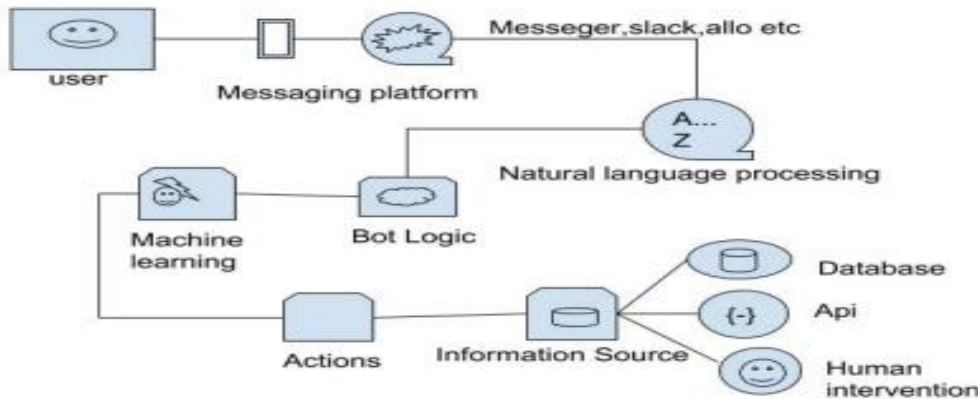 Messeger,slack,allo etc
user
Messaging platform
A...
Z
Natural language processing
Machine
learning
Bot Logic
Database
{-}
Api
Actions
Information Source
Human
intervention